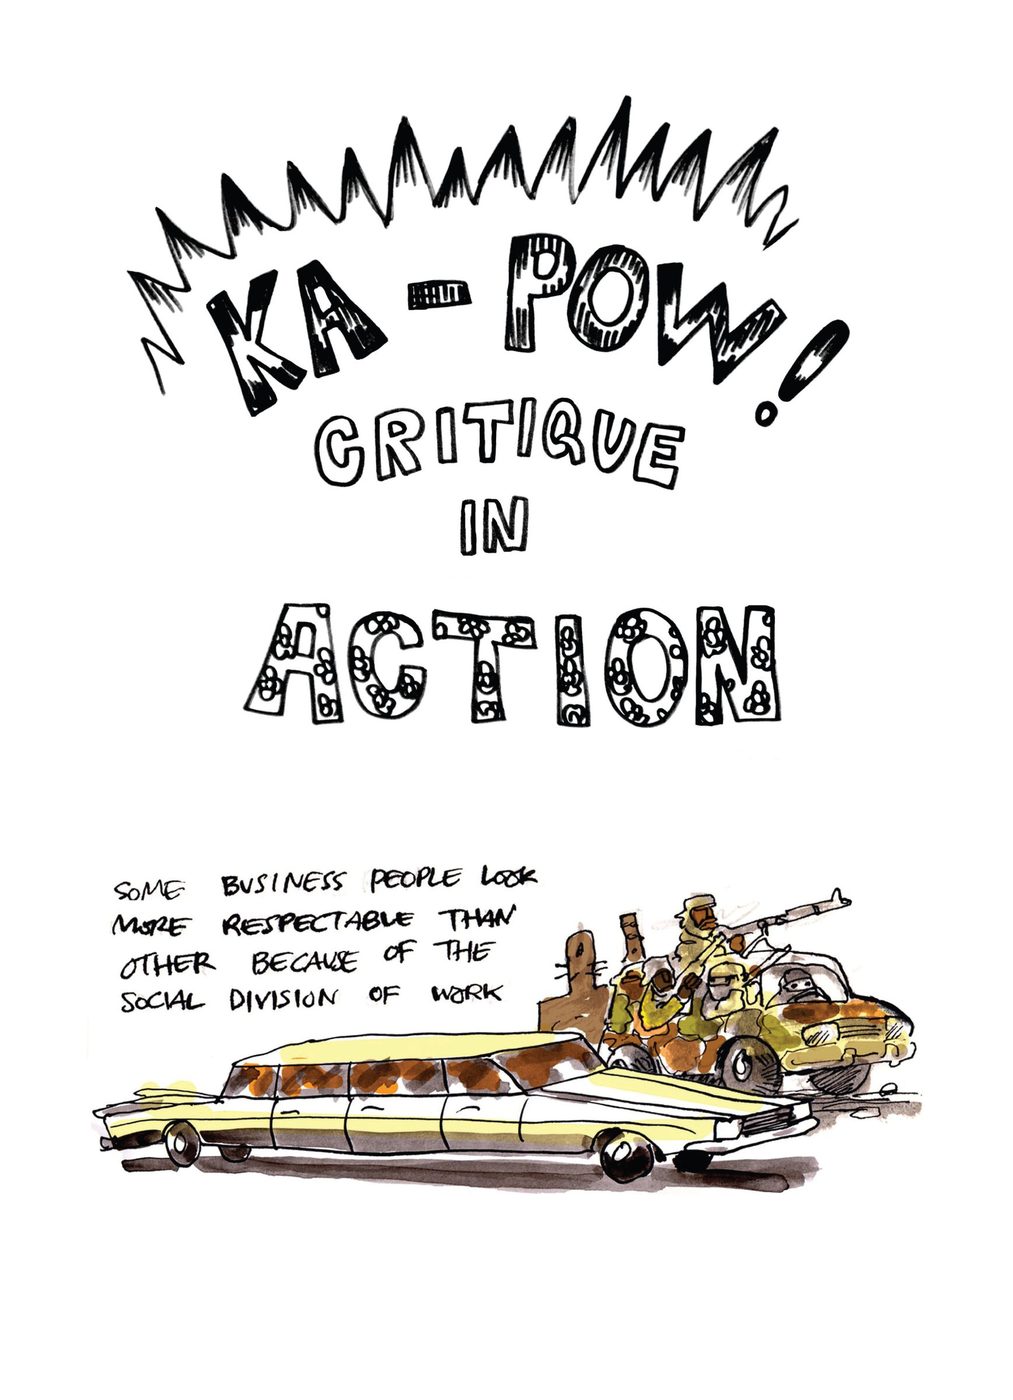 KA-POW!
CRITIQUE
IN
ACTION
SOME BUSINESS PEOPLE LOOK
MORE RESPECTABLE THAN
OTHER BECAUSE OF THE
SOCIAL DIVISION OF WORK